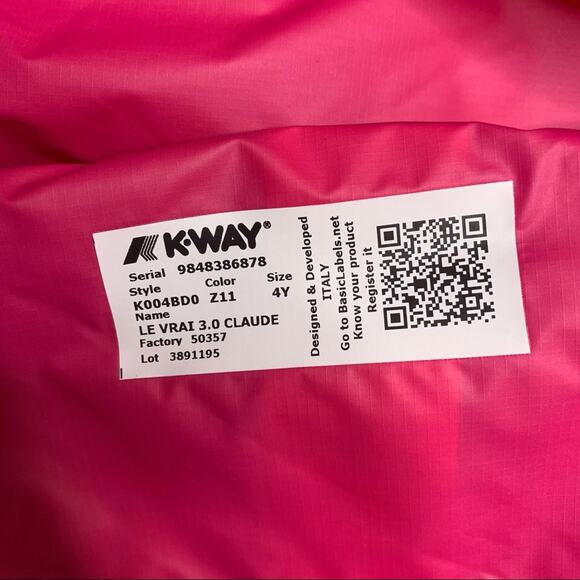 K·WAY®
Serial 9848386878
Style Color Size
K004BD0 Z11 4Y
Name
LE VRAI 3.0 CLAUDE
Factory 50357
Lot 3891195
Designed & Developed
ITALY
Go to BasicLabels.net
Know your product
Register it